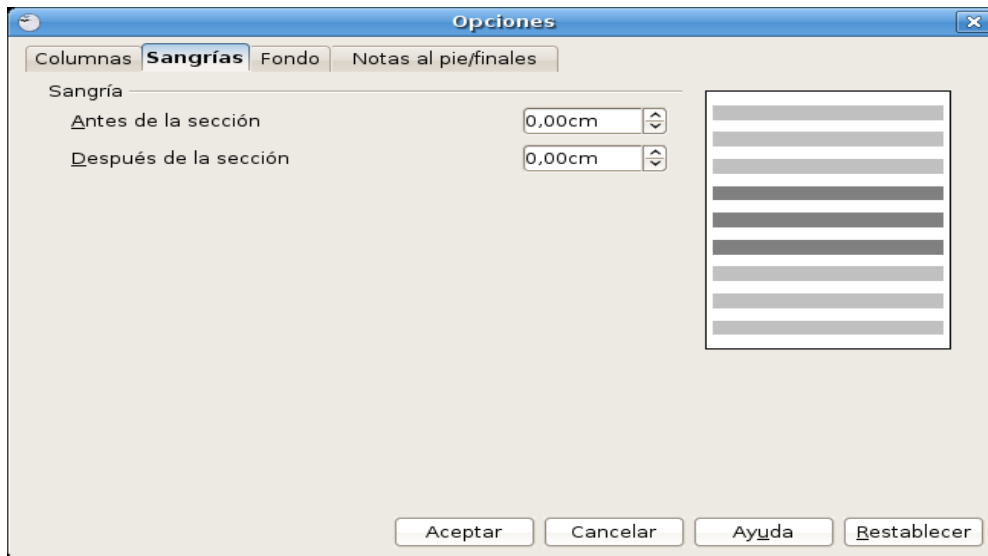 Opciones
Columnas Sangrías Fondo Notas al pie/finales
Sangría
Antes de la sección 0,00cm
Después de la sección 0,00cm
Aceptar Cancelar Ayuda Restablecer